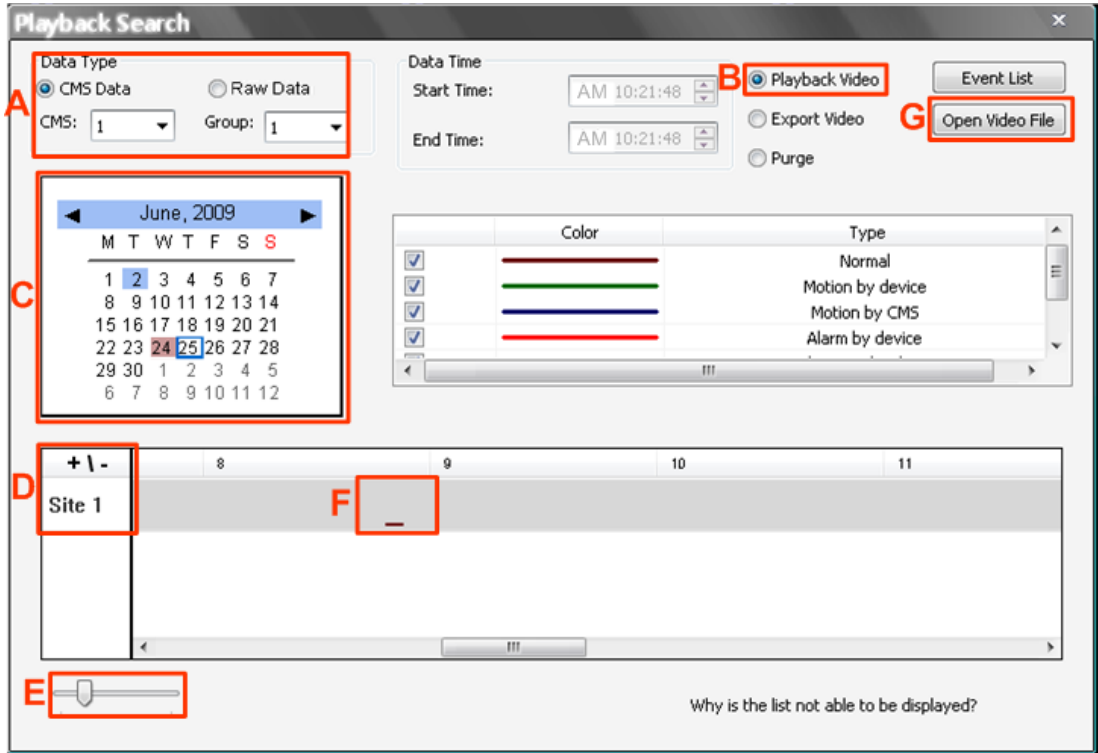 Playback Search
Data Type
CMS Data Raw Data
A
CMS: 1 Group: 1
Data Time
Start Time: AM 10:21:48
End Time: AM 10:21:48
B
Playback Video
Export Video
Purge
Event List
G
Open Video File
C
June, 2009
M T W T F S S
1 2 3 4 5 6 7
8 9 10 11 12 13 14
15 16 17 18 19 20 21
22 23 24 25 26 27 28
29 30 1 2 3 4 5
6 7 8 9 10 11 12
Color Type
Normal
Motion by device
Motion by CMS
Alarm by device
D
+ \ - 8 9 10 11
Site 1
F
E
Why is the list not able to be displayed?